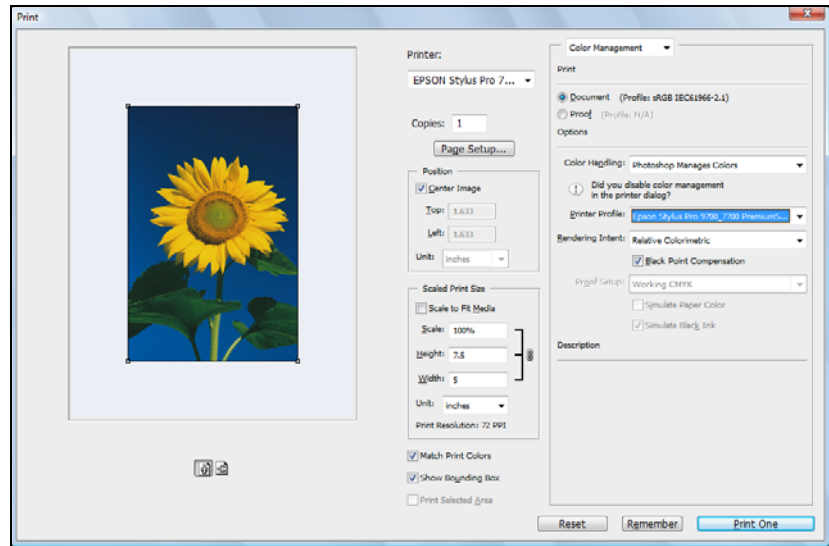 Print
Printer:
EPSON Stylus Pro 7...
Copies: 1
Page Setup...
Position
Center Image
Top: 1.633
Left: 1.633
Unit: inches
Scaled Print Size
Scale to Fit Media
Scale: 100%
Height: 7.5
Width: 5
Unit: inches
Print Resolution: 72 PPI
Match Print Colors
Show Bounding Box
Print Selected Area
Color Management
Print
Document (Profile: sRGB IEC61966-2.1)
Proof (Profile: N/A)
Options
Color Handling: Photoshop Manages Colors
Did you disable color management
in the printer dialog?
Printer Profile: Epson Stylus Pro 9700_7700 PremiumS...
Rendering Intent: Relative Colorimetric
Black Point Compensation
Proof Setup: Working CMYK
Simulate Paper Color
Simulate Black Ink
Description
Reset Remember Print One